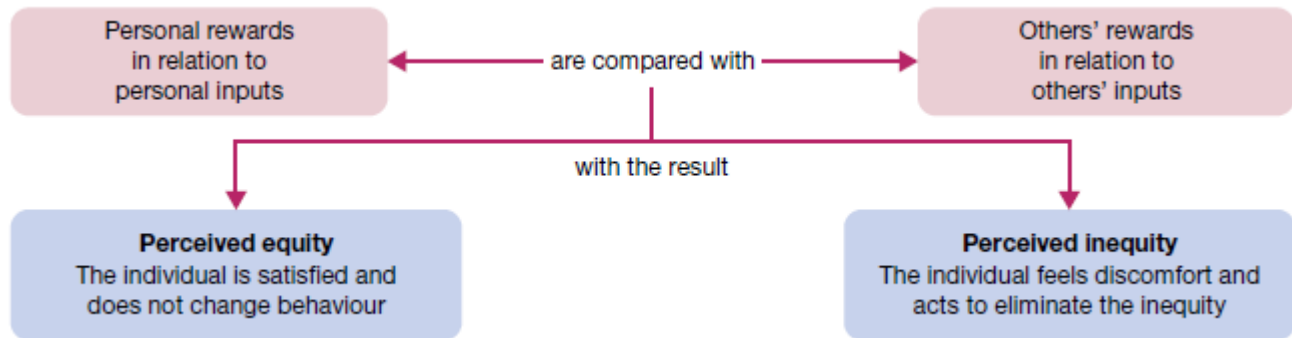 Personal rewards
in relation to
personal inputs
are compared with
Others’ rewards
in relation to
others’ inputs
with the result
Perceived equity
The individual is satisfied and
does not change behaviour
Perceived inequity
The individual feels discomfort and
acts to eliminate the inequity